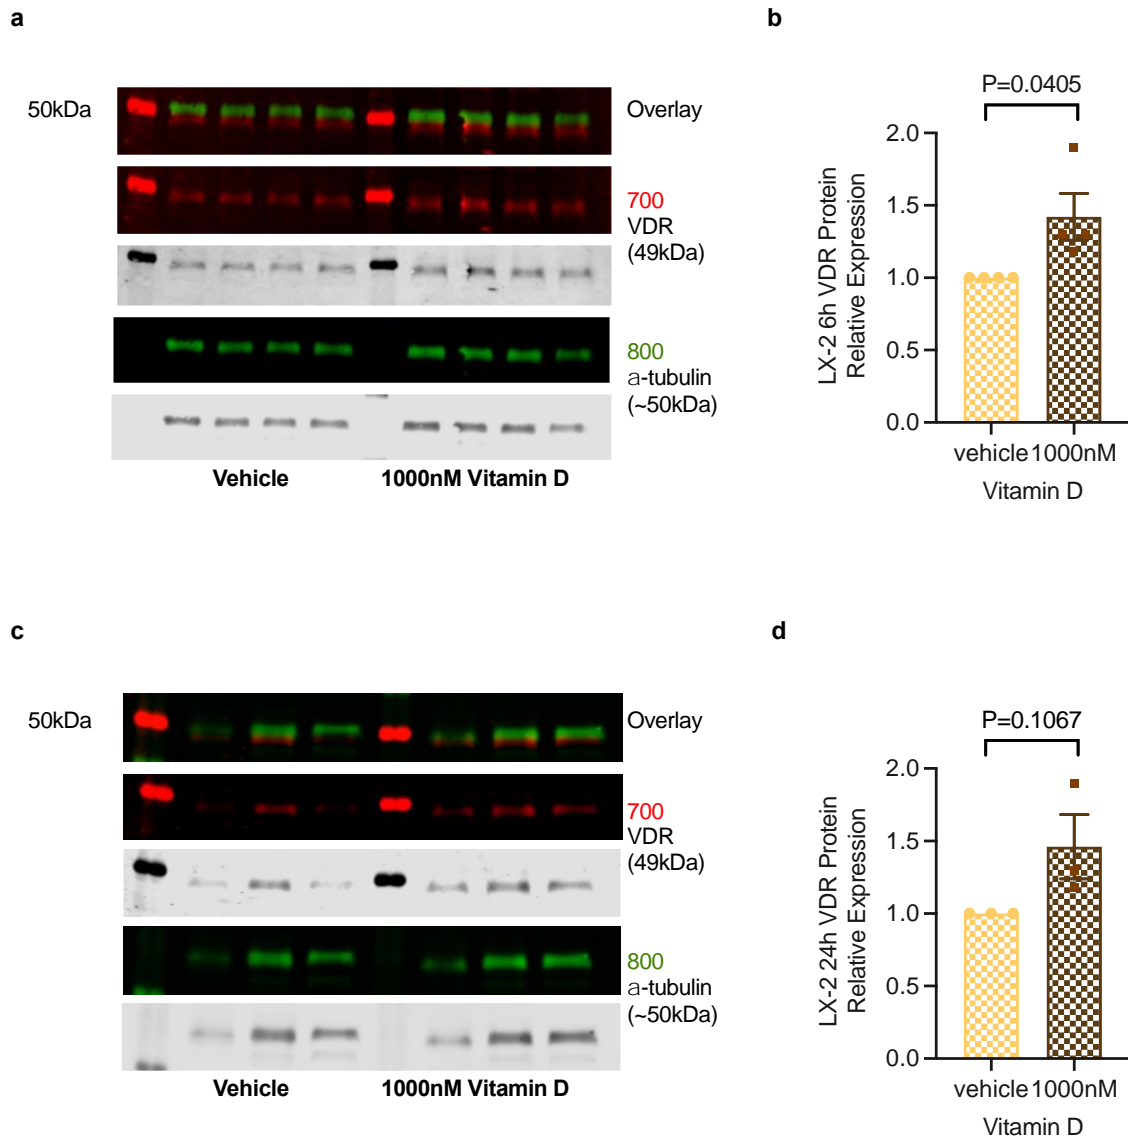 a
50kDa
Overlay
700
VDR
(49kDa)
800
a-tubulin
(~50kDa)
Vehicle
1000nM Vitamin D
b
P=0.0405
LX-2 6h VDR Protein
Relative Expression
2.0
1.5
1.0
0.5
0.0
vehicle 1000nM
Vitamin D
c
50kDa
Overlay
700
VDR
(49kDa)
800
a-tubulin
(~50kDa)
Vehicle
1000nM Vitamin D
d
P=0.1067
LX-2 24h VDR Protein
Relative Expression
2.0
1.5
1.0
0.5
0.0
vehicle 1000nM
Vitamin D